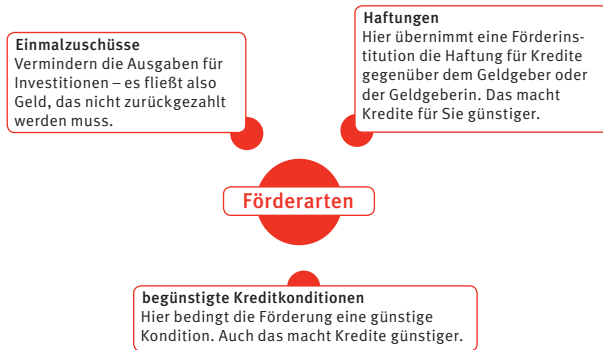 Einmalzuschüsse
Vermindern die Ausgaben für
Investitionen – es fließt also
Geld, das nicht zurückgezahlt
werden muss.
Haftungen
Hier übernimmt eine Förderins-
titution die Haftung für Kredite
gegenüber dem Geldgeber oder
der Geldgeberin. Das macht
Kredite für Sie günstiger.
Förderarten
begünstigte Kreditkonditionen
Hier bedingt die Förderung eine günstige
Kondition. Auch das macht Kredite günstiger.